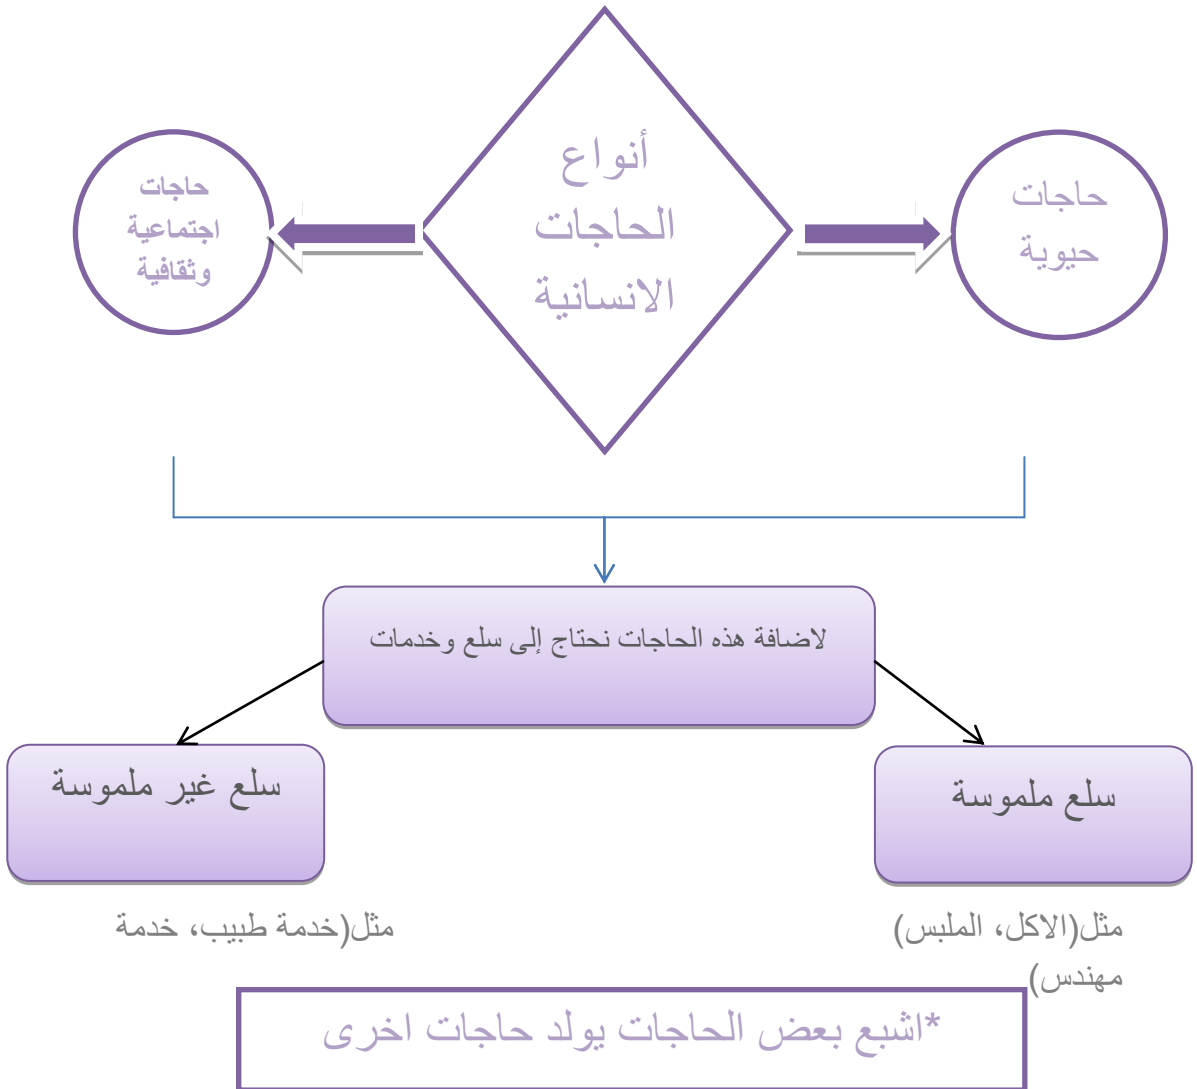 أنواع
الحاجات
الانسانية
حاجات
حيوية
حاجات
اجتماعية
وثقافية
لاضافة هذه الحاجات نحتاج إلى سلع وخدمات
سلع ملموسة
سلع غير ملموسة
مثل(الاكل، الملبس)
مثل(خدمة طبيب، خدمة
مهندس)
*اشبع بعض الحاجات يولد حاجات اخرى